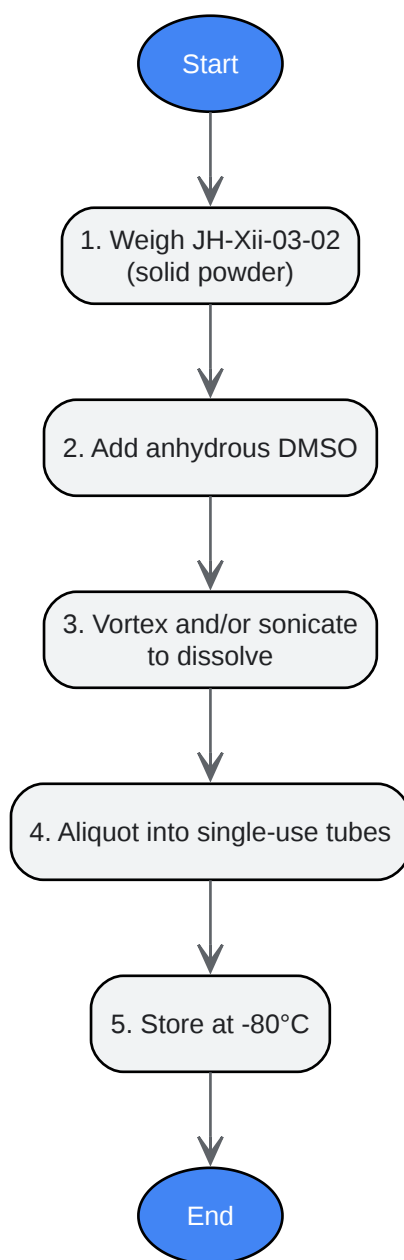 Start
1. Weigh JH-Xii-03-02
(solid powder)
2. Add anhydrous DMSO
3. Vortex and/or sonicate
to dissolve
4. Aliquot into single-use tubes
5. Store at -80°C
End